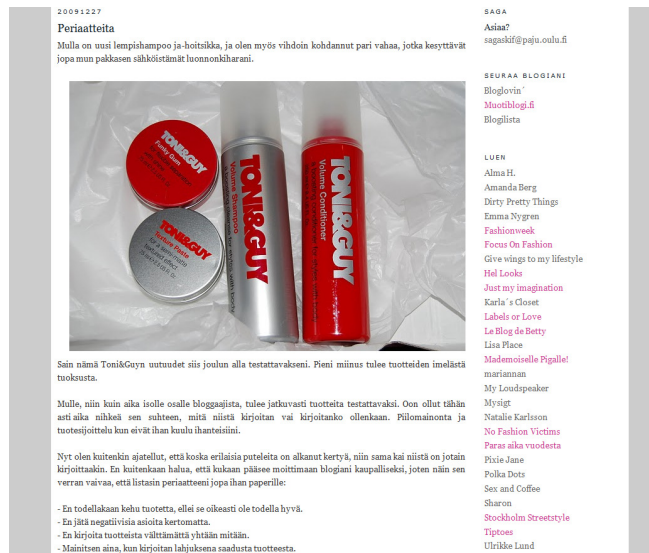 20091227
Periaatteita
Mulla on uusi lempishampoo ja-hoitsikka, ja olen myös vihdoin kohdannut pari vahaa, jotka kesyttävät
jopa mun pakkasen sähköistämät luonnonkiharani.
TONI&GUY
Funky Gum
TONI&GUY
Texture Paste
for a semi-matte
textured effect
TONI&GUY
Volume Shampoo
TONI&GUY
Volume Conditioner
Sain nämä Toni&Guyn uutuudet siis joulun alla testattavakseni. Pieni miinus tulee tuotteiden imelästä
tuoksusta.
Mulle, niin kuin aika isolle osalle bloggaajista, tulee jatkuvasti tuotteita testattavaksi. Oon ollut tähän
asti aika nihkeä sen suhteen, mitä niistä kirjoitan vai kirjoitanko ollenkaan. Piilomainonta ja
tuotesijoittelu kun eivät ihan kuulu ihanteisiini.
Nyt olen kuitenkin ajatellut, että koska erilaisia puteleita on alkanut kertyä, niin sama kai niistä on jotain
kirjoittaakin. En kuitenkaan halua, että kukaan pääsee moittimaan blogiani kaupalliseksi, joten näin sen
verran vaivaa, että listasin periaatteeni jopa ihan paperille:
- En todellakaan kehu tuotetta, ellei se oikeasti ole todella hyvä.
- En jätä negatiivisia asioita kertomatta.
- En kirjoita tuotteista välttämättä yhtään mitään.
- Mainitsen aina, kun kirjoitan lahjuksena saadusta tuotteesta.
SAGA
Asiaa?
sagaskif@paju.oulu.fi
SEURAA BLOGIANI
Bloglovin´
Muotiblogi.fi
Blogilista
LUEN
Alma H.
Amanda Berg
Dirty Pretty Things
Emma Nygren
Fashionweek
Focus On Fashion
Give wings to my lifestyle
Hel Looks
Just my imagination
Karla´s Closet
Labels or Love
Le Blog de Betty
Lisa Place
Mademoiselle Pigalle!
mariannan
My Loudspeaker
Mysigt
Natalie Karlsson
No Fashion Victims
Paras aika vuodesta
Pixie Jane
Polka Dots
Sex and Coffee
Sharon
Stockholm Streetstyle
Tiptoes
Ulrikke Lund